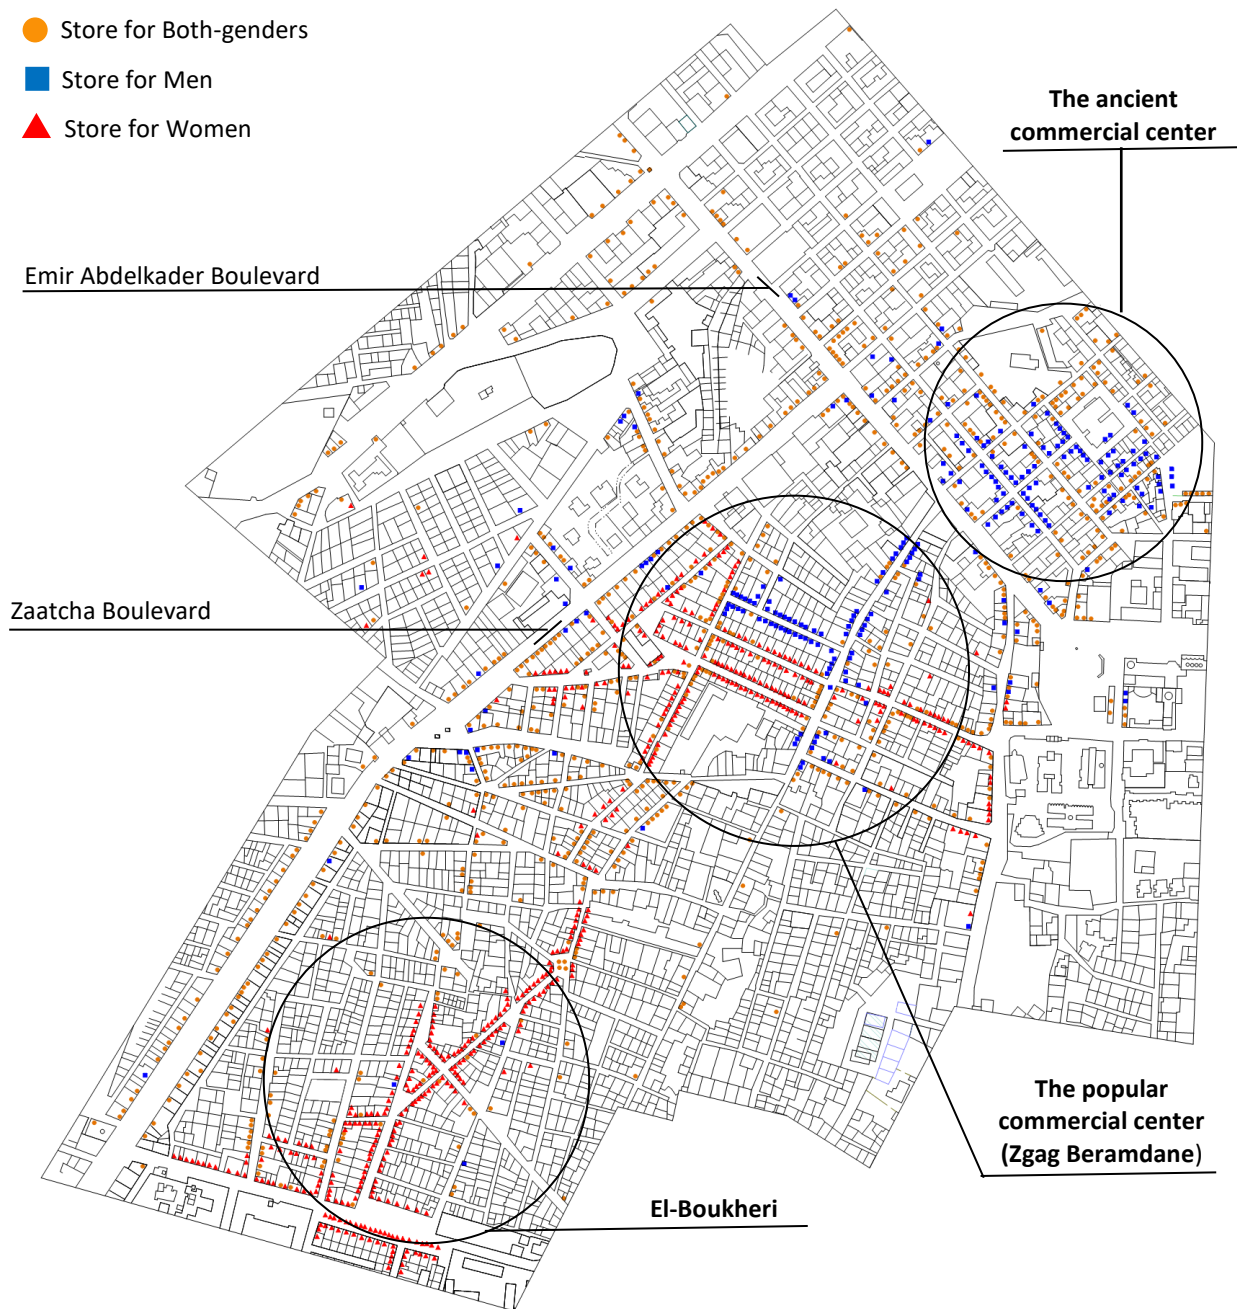 Store for Both-genders
Store for Men
Store for Women
The ancient
commercial center
Emir Abdelkader Boulevard
Zaatcha Boulevard
The popular
commercial center
(Zgag Beramdane)
El-Boukheri